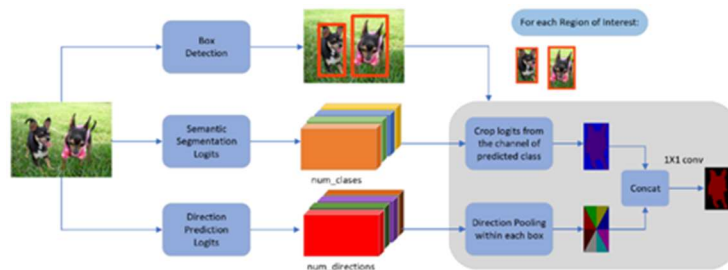 For each Region of Interest:
Box
Detection
Semantic
Segmentation
Logits
num_clases
Crop logits from
the channel of
predicted class
1X1 conv
Concat
Direction
Prediction
Logits
num_directions
Direction Pooling
within each box